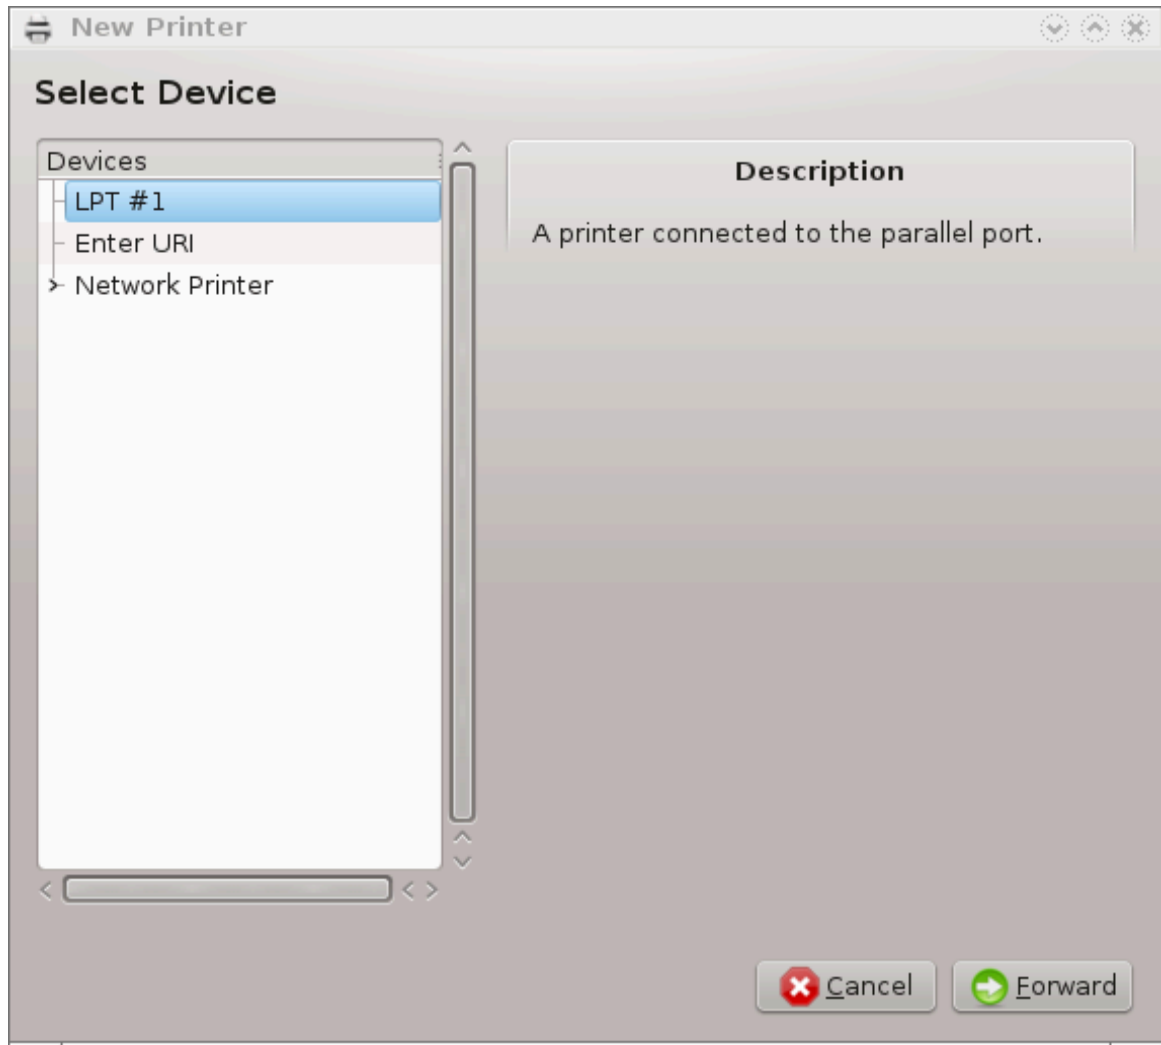 New Printer
Select Device
Devices
LPT #1
Enter URI
Network Printer
Description
A printer connected to the parallel port.
Cancel
Forward